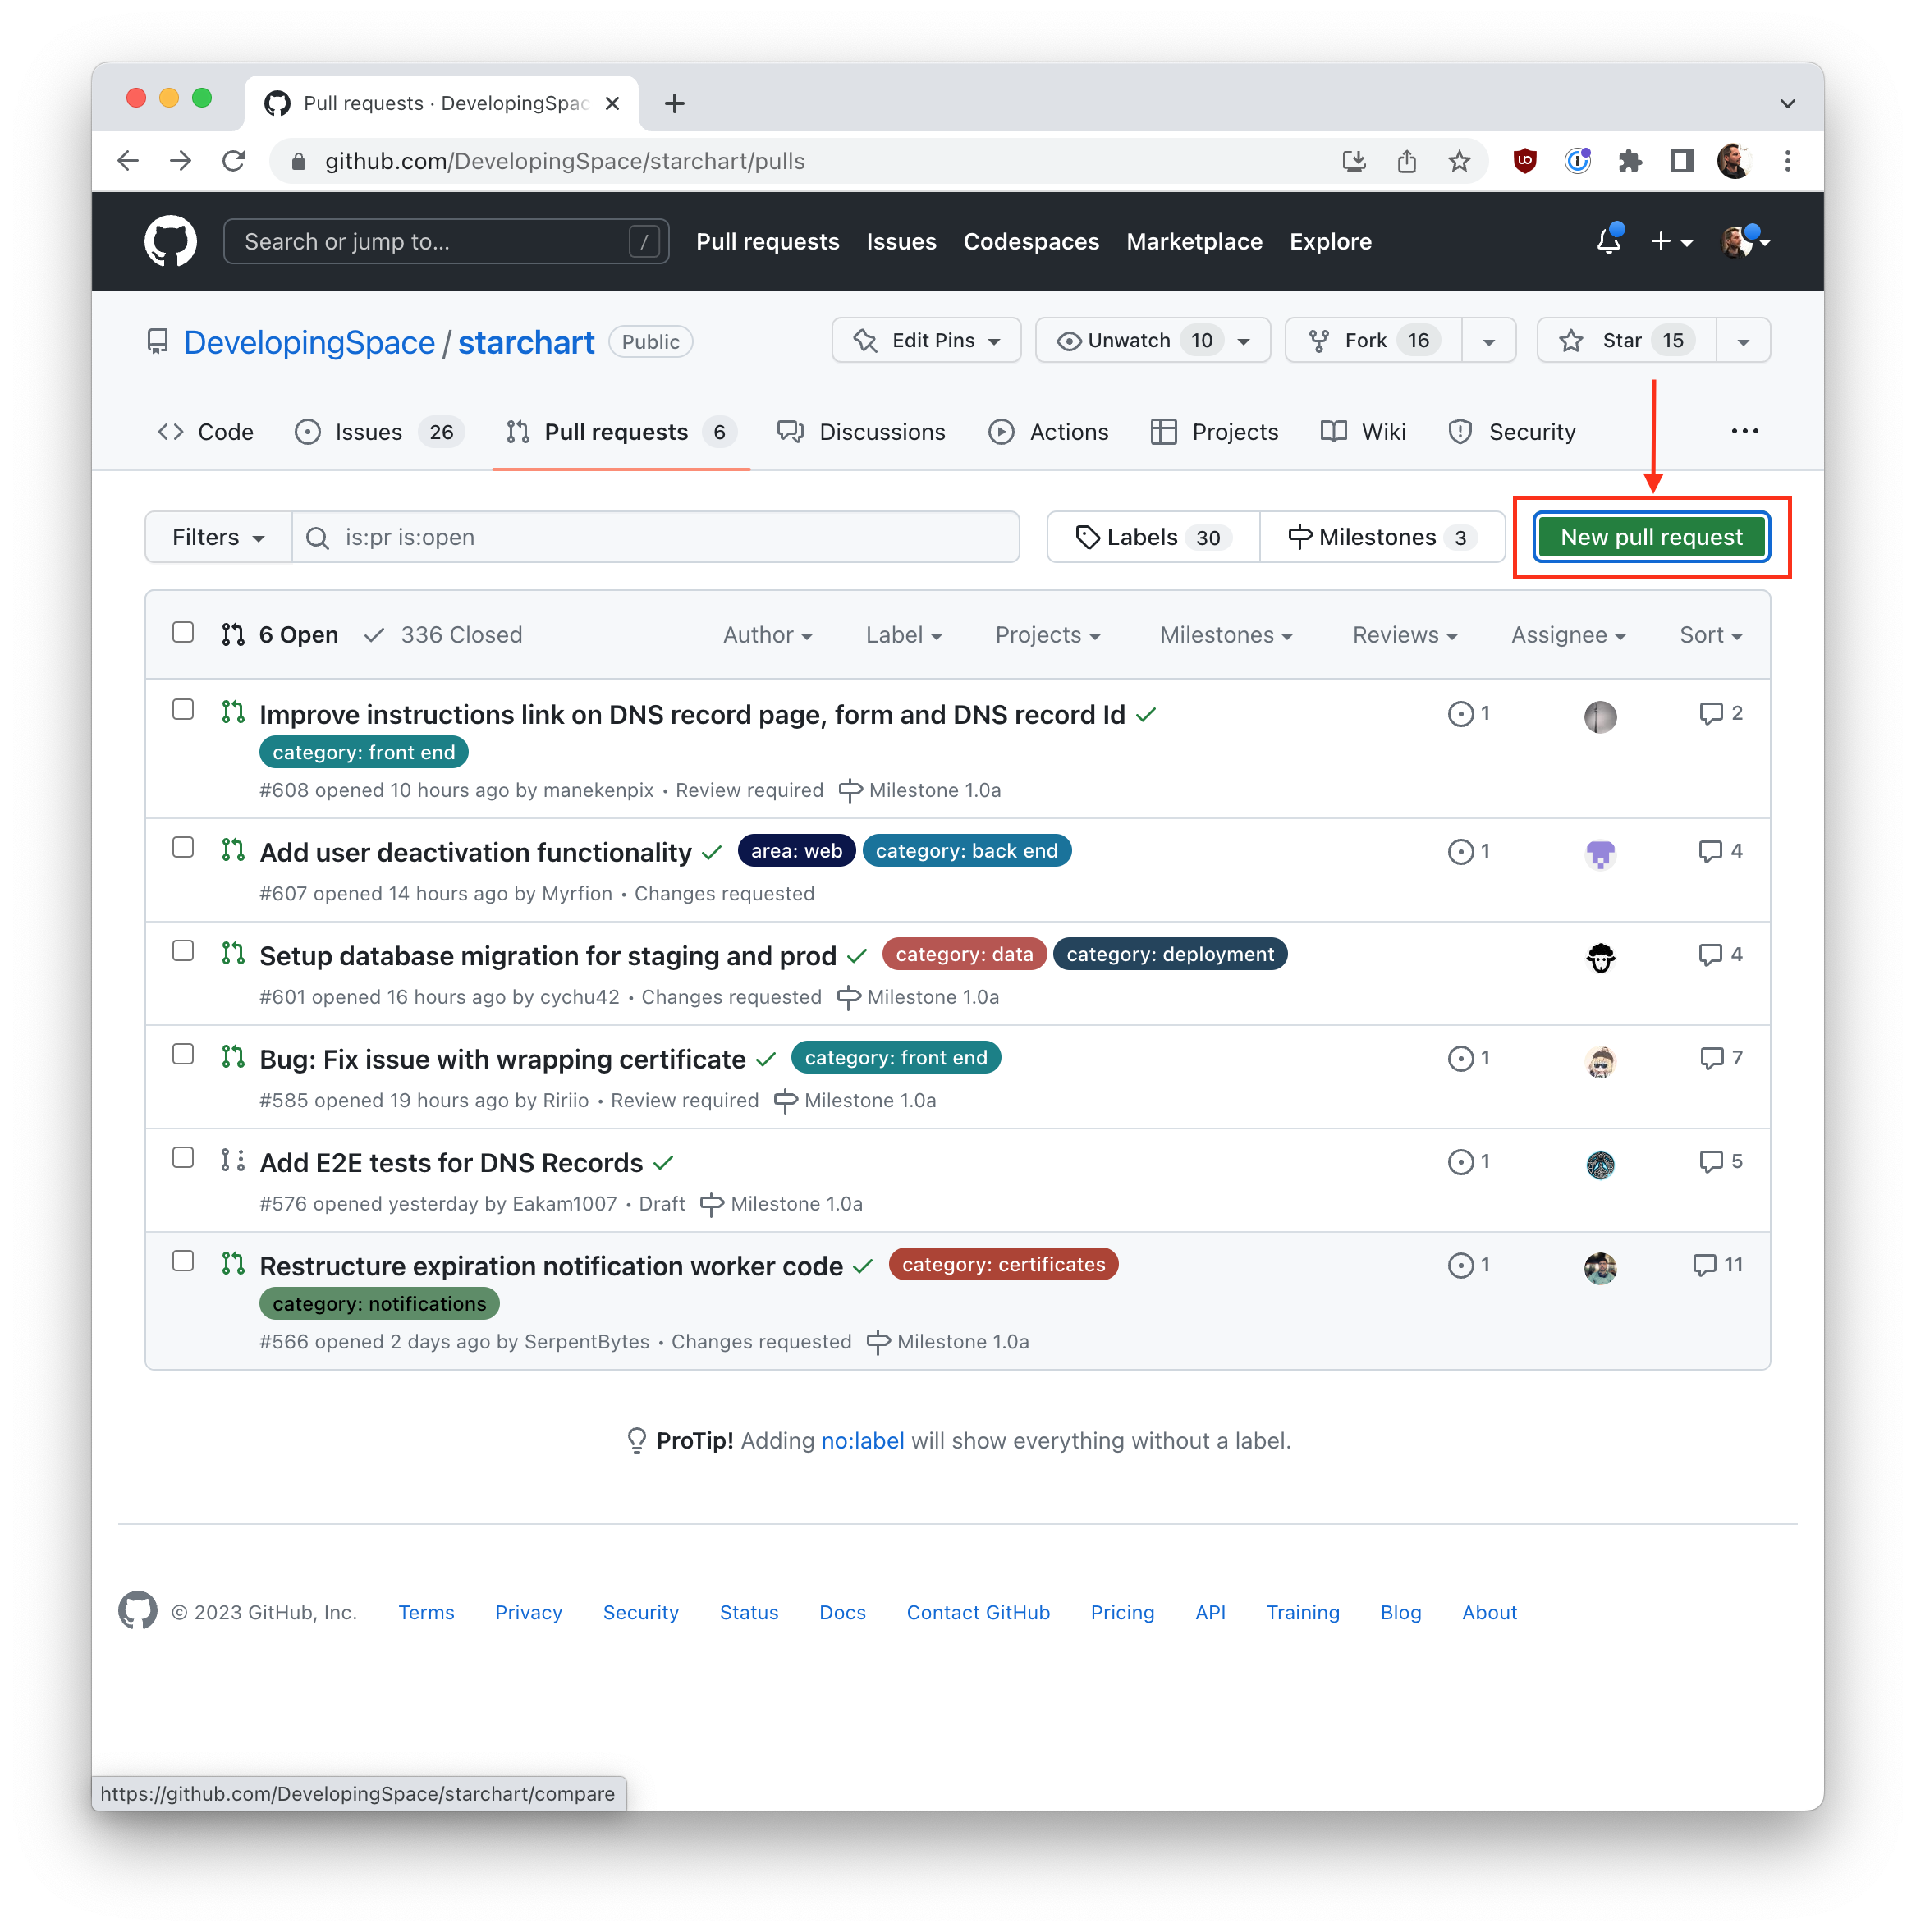 Pull requests · DevelopingSpac
github.com/DevelopingSpace/starchart/pulls
Search or jump to... /
Pull requests Issues Codespaces Marketplace Explore
DevelopingSpace / starchart Public
Edit Pins Unwatch 10 Fork 16 Star 15
Code Issues 26 Pull requests 6 Discussions Actions Projects Wiki Security
Filters is:pr is:open Labels 30 Milestones 3 New pull request
6 Open 336 Closed Author Label Projects Milestones Reviews Assignee Sort
Improve instructions link on DNS record page, form and DNS record Id 1 2
category: front end
#608 opened 10 hours ago by manekenpix • Review required Milestone 1.0a
Add user deactivation functionality area: web category: back end 1 4
#607 opened 14 hours ago by Myrfion • Changes requested
Setup database migration for staging and prod category: data category: deployment 4
#601 opened 16 hours ago by cychu42 • Changes requested Milestone 1.0a
Bug: Fix issue with wrapping certificate category: front end 1 7
#585 opened 19 hours ago by Ririio • Review required Milestone 1.0a
Add E2E tests for DNS Records 1 5
#576 opened yesterday by Eakam1007 • Draft Milestone 1.0a
Restructure expiration notification worker code category: certificates 1 11
category: notifications
#566 opened 2 days ago by SerpentBytes • Changes requested Milestone 1.0a
ProTip! Adding no:label will show everything without a label.
© 2023 GitHub, Inc. Terms Privacy Security Status Docs Contact GitHub Pricing API Training Blog About
https://github.com/DevelopingSpace/starchart/compare